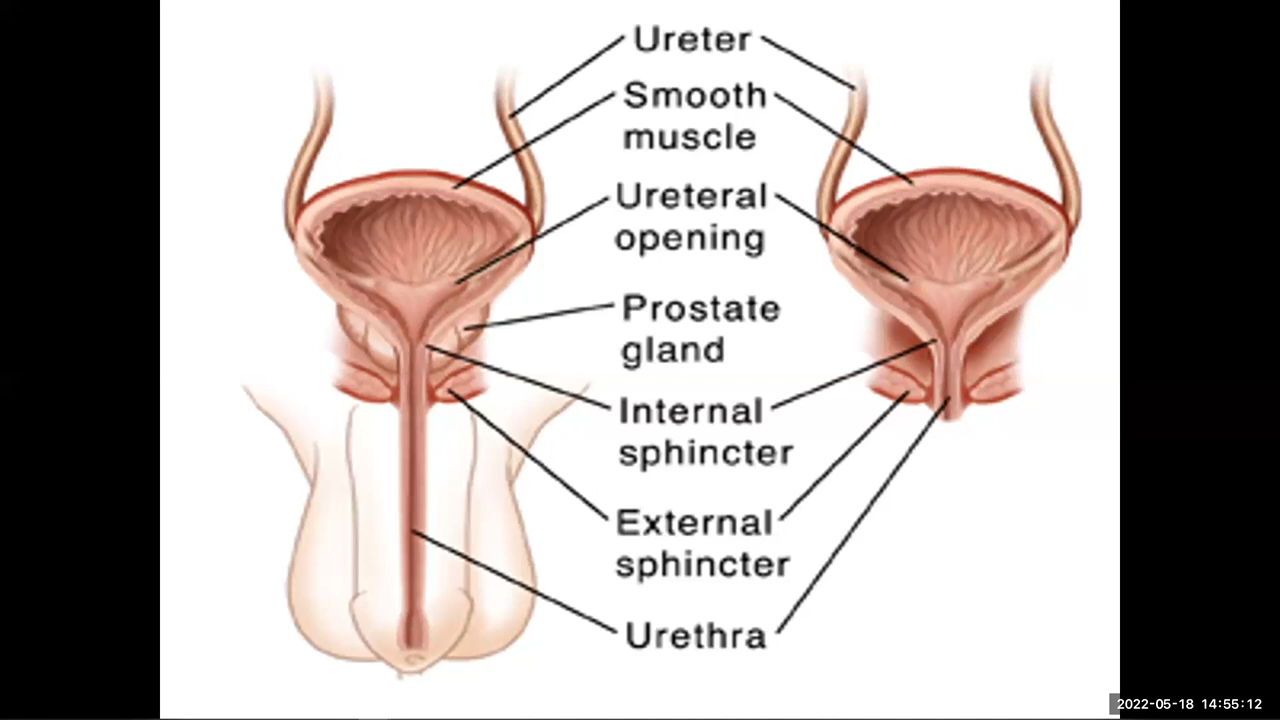 Ureter
Smooth
muscle
Ureteral
opening
Prostate
gland
Internal
sphincter
External
sphincter
Urethra
2022-05-18 14:55:12